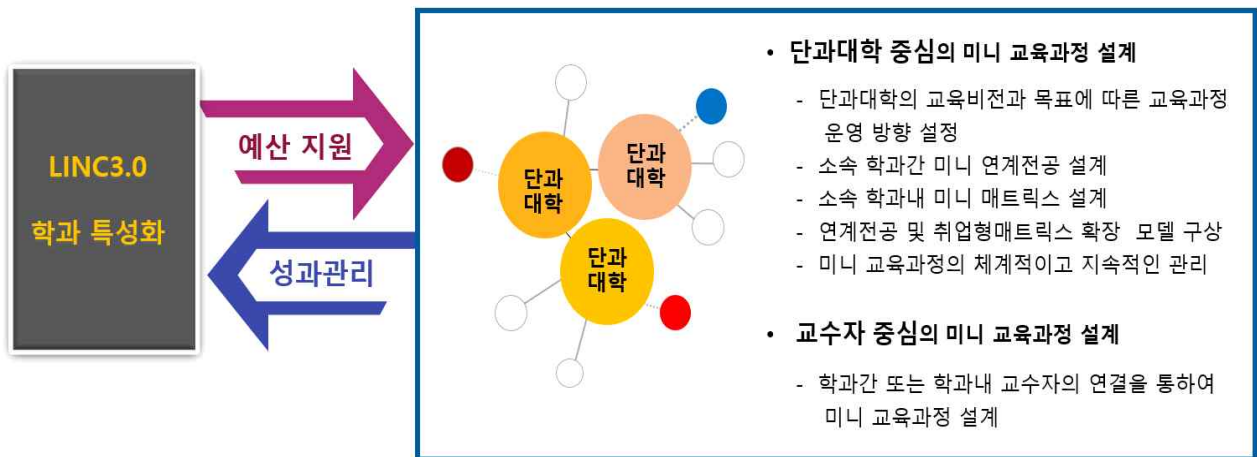 LINC3.0
학과 특성화
예산 지원
성과관리
단과
대학
단과
대학
단과
대학
• 단과대학 중심의 미니 교육과정 설계
- 단과대학의 교육비전과 목표에 따른 교육과정
운영 방향 설정
- 소속 학과간 미니 연계전공 설계
- 소속 학과내 미니 매트릭스 설계
- 연계전공 및 취업형매트릭스 확장 모델 구상
- 미니 교육과정의 체계적이고 지속적인 관리
• 교수자 중심의 미니 교육과정 설계
- 학과간 또는 학과내 교수자의 연결을 통하여
미니 교육과정 설계